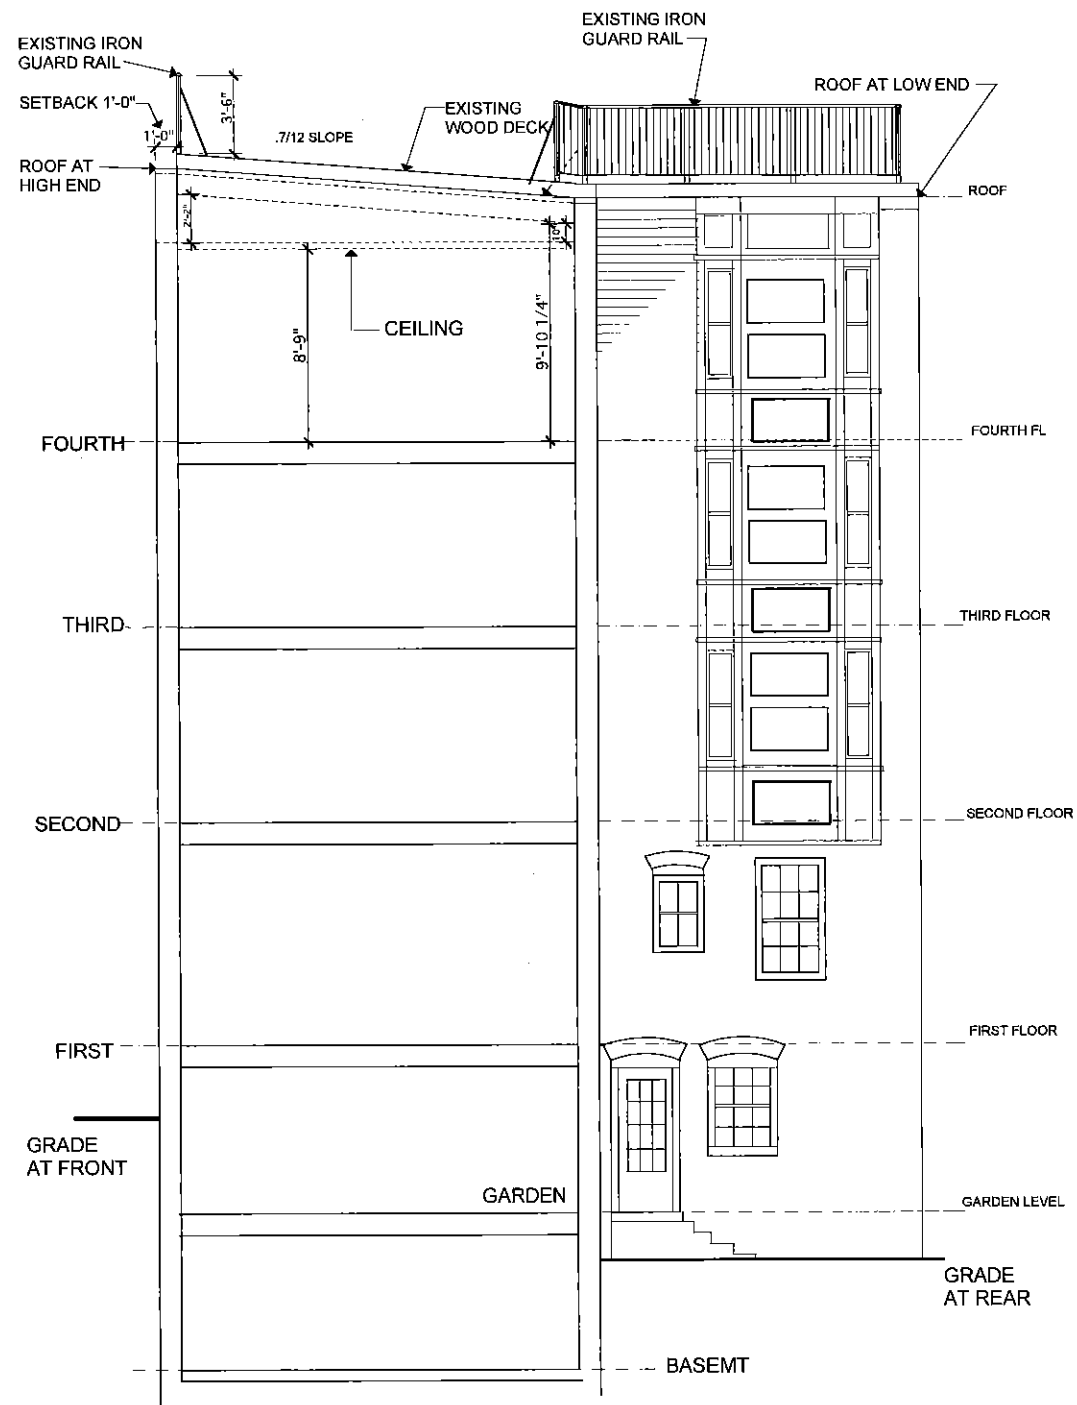 EXISTING IRON
GUARD RAIL
EXISTING IRON
GUARD RAIL
SETBACK 1'-0"
1'-0"
3'-6"
.7/12 SLOPE
EXISTING
WOOD DECK
ROOF AT LOW END
ROOF AT
HIGH END
ROOF
2'-2"
10"
8'-9"
CEILING
9'-10 1/4"
FOURTH
FOURTH FL
THIRD
THIRD FLOOR
SECOND
SECOND FLOOR
FIRST
FIRST FLOOR
GRADE
AT FRONT
GARDEN
GARDEN LEVEL
GRADE
AT REAR
BASEMT